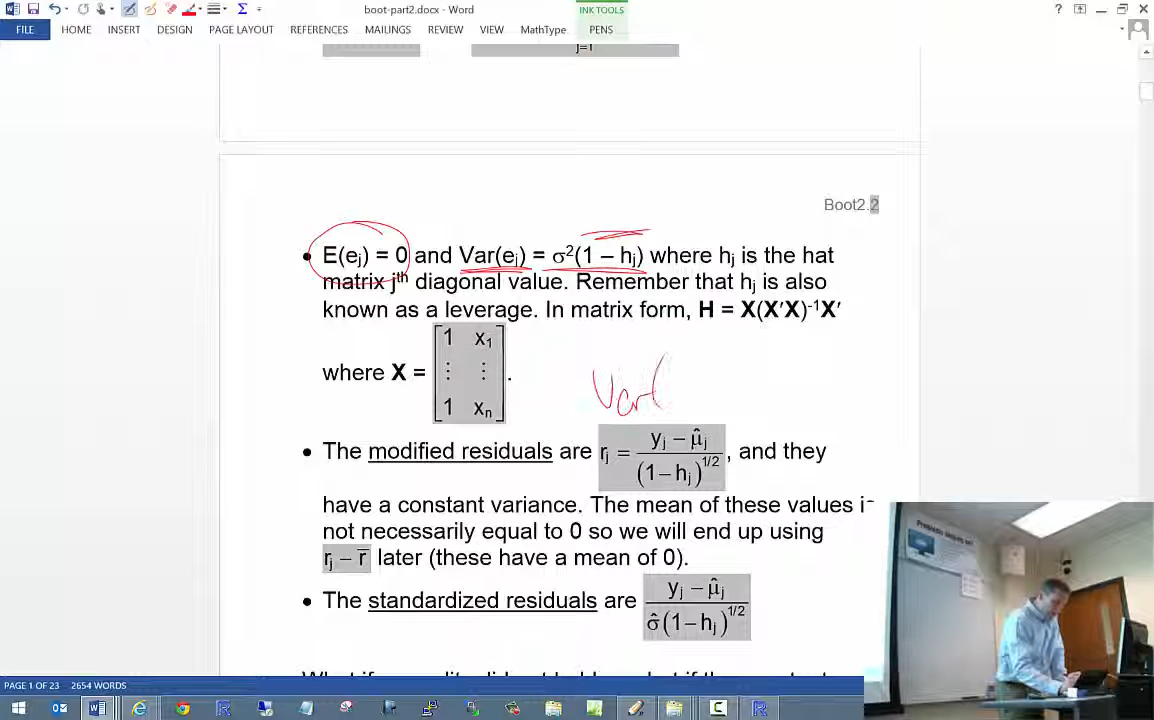 boot-part2.docx - Word
INK TOOLS
FILE HOME INSERT DESIGN PAGE LAYOUT REFERENCES MAILINGS REVIEW VIEW MathType PENS
j=1
Boot2.2
• E(ej) = 0 and Var(ej) = σ²(1 – hj) where hj is the hat
matrix jth diagonal value. Remember that hj is also
known as a leverage. In matrix form, H = X(X′X)-1X′
where X = [1 x1 ⋮ ⋮ 1 xn].
Var(
• The modified residuals are rj = (yj − μ̂j) / (1 − hj)^1/2, and they
have a constant variance. The mean of these values is
not necessarily equal to 0 so we will end up using
rj − r̄ later (these have a mean of 0).
• The standardized residuals are (yj − μ̂j) / σ̂(1 − hj)^1/2
PAGE 1 OF 23 2654 WORDS